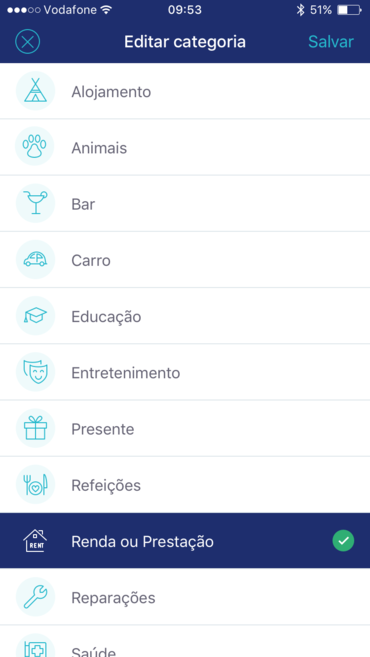 Vodafone 09:53 51%
Editar categoria Salvar
Alojamento
Animais
Bar
Carro
Educação
Entretenimento
Presente
Refeições
RENT Renda ou Prestação
Reparações
Saúde